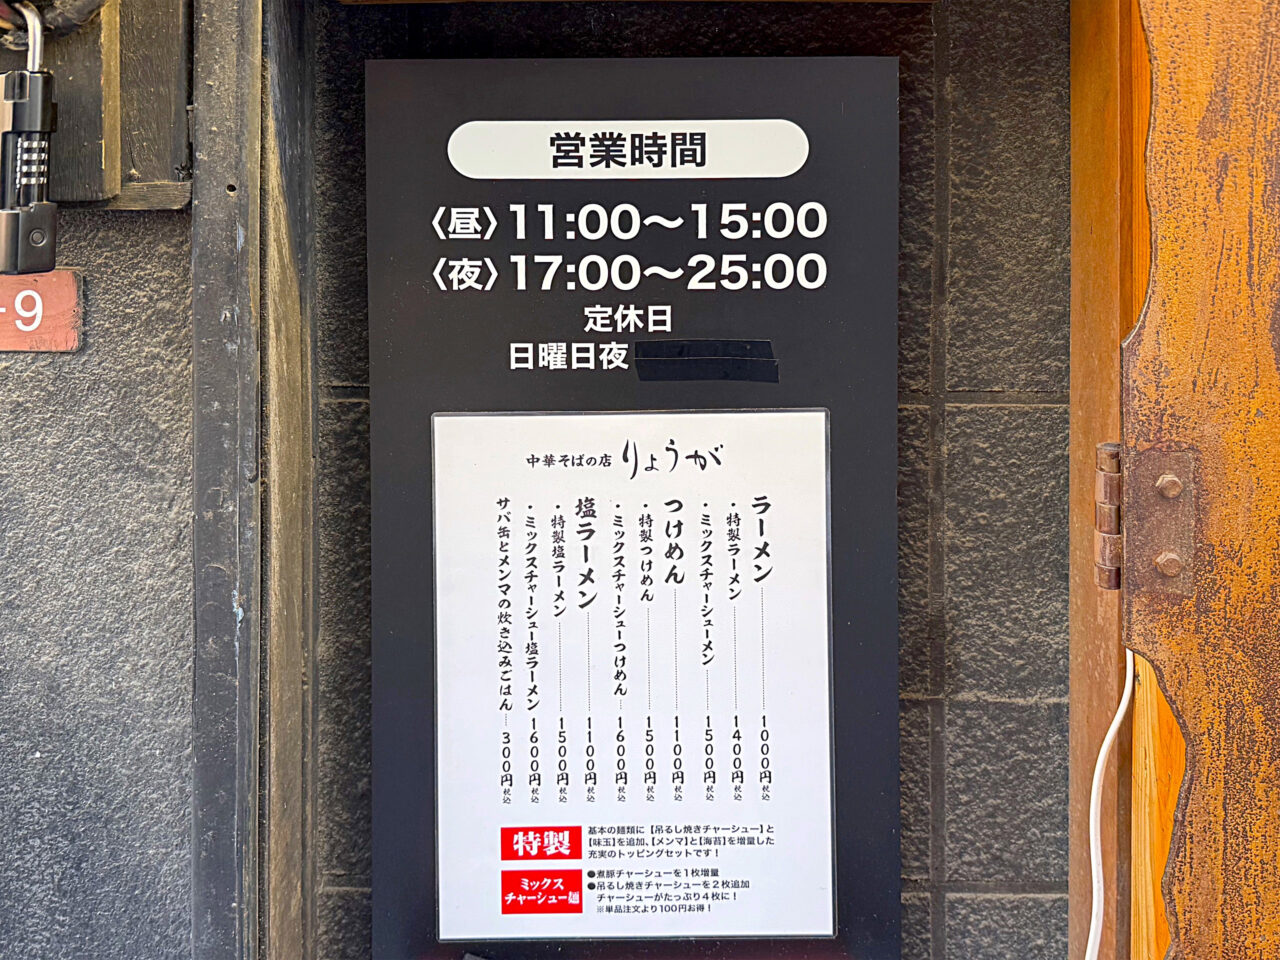 -9
営業時間
〈昼〉11:00〜15:00
〈夜〉17:00〜25:00
定休日
日曜日夜
中華そばの店 りょうが
ラーメン 1000円 税込
・特製ラーメン 1400円 税込
・ミックスチャーシューメン 1500円 税込
つけめん 1100円 税込
・特製つけめん 1500円 税込
・ミックスチャーシューつけめん 1600円 税込
塩ラーメン 1100円 税込
・特製塩ラーメン 1500円 税込
・ミックスチャーシュー塩ラーメン 1600円 税込
サバ缶とメンマの炊き込みごはん 300円 税込
特製
基本の麺類に【吊るし焼きチャーシュー】と
【味玉】を追加、【メンマ】と【海苔】を増量した
充実のトッピングセットです！
ミックス
チャーシュー麺
●煮豚チャーシューを1枚増量
●吊るし焼きチャーシューを2枚追加
チャーシューがたっぷり4枚に！
※単品注文より100円お得！